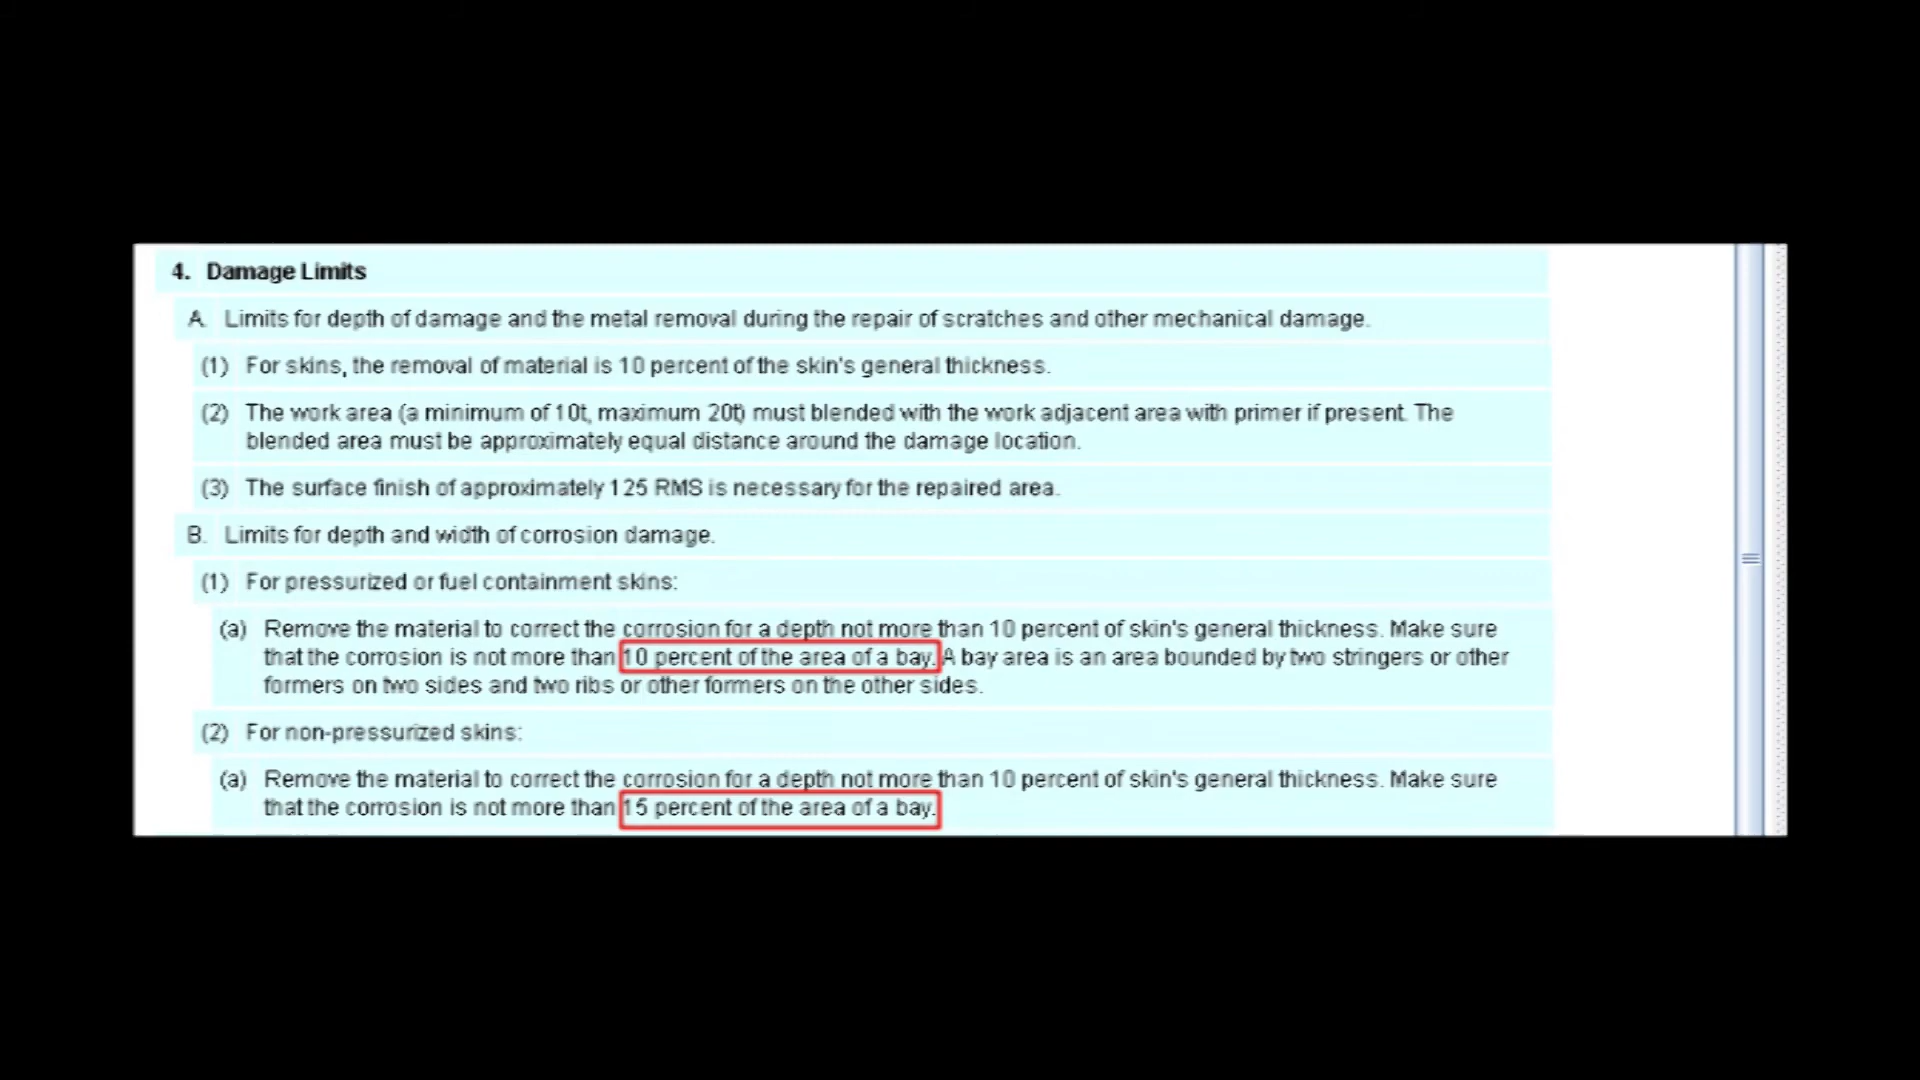 4. Damage Limits
A. Limits for depth of damage and the metal removal during the repair of scratches and other mechanical damage.
(1) For skins, the removal of material is 10 percent of the skin's general thickness.
(2) The work area (a minimum of 10t, maximum 20t) must blended with the work adjacent area with primer if present. The
blended area must be approximately equal distance around the damage location.
(3) The surface finish of approximately 125 RMS is necessary for the repaired area.
B. Limits for depth and width of corrosion damage.
(1) For pressurized or fuel containment skins:
(a) Remove the material to correct the corrosion for a depth not more than 10 percent of skin's general thickness. Make sure
that the corrosion is not more than 10 percent of the area of a bay. A bay area is an area bounded by two stringers or other
formers on two sides and two ribs or other formers on the other sides.
(2) For non-pressurized skins:
(a) Remove the material to correct the corrosion for a depth not more than 10 percent of skin's general thickness. Make sure
that the corrosion is not more than 15 percent of the area of a bay.